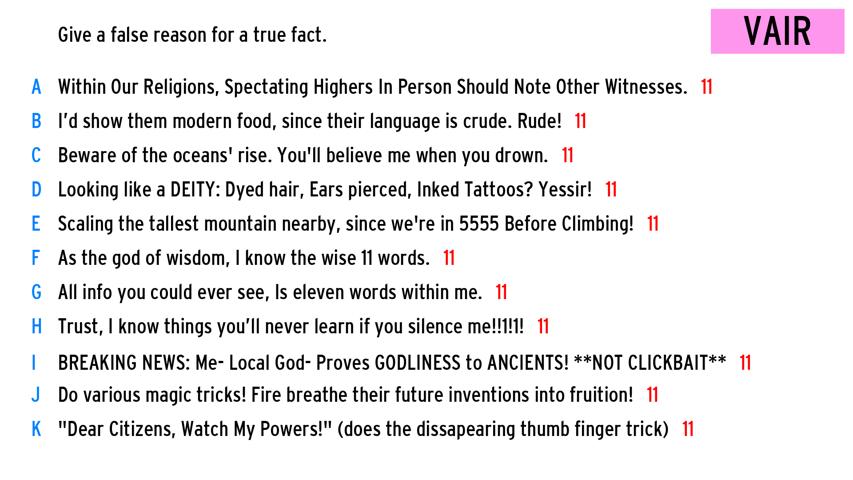 Give a false reason for a true fact.
VAIR
A Within Our Religions, Spectating Highers In Person Should Note Other Witnesses. 11
B I'd show them modern food, since their language is crude. Rude! 11
C Beware of the oceans' rise. You'll believe me when you drown. 11
D Looking like a DEITY: Dyed hair, Ears pierced, Inked Tattoos? Yessir! 11
E Scaling the tallest mountain nearby, since we're in 5555 Before Climbing! 11
F As the god of wisdom, I know the wise 11 words. 11
G All info you could ever see, Is eleven words within me. 11
H Trust, I know things you'll never learn if you silence me!!1!1! 11
I BREAKING NEWS: Me- Local God- Proves GODLINESS to ANCIENTS! **NOT CLICKBAIT** 11
J Do various magic tricks! Fire breathe their future inventions into fruition! 11
K "Dear Citizens, Watch My Powers!" (does the dissapearing thumb finger trick) 11